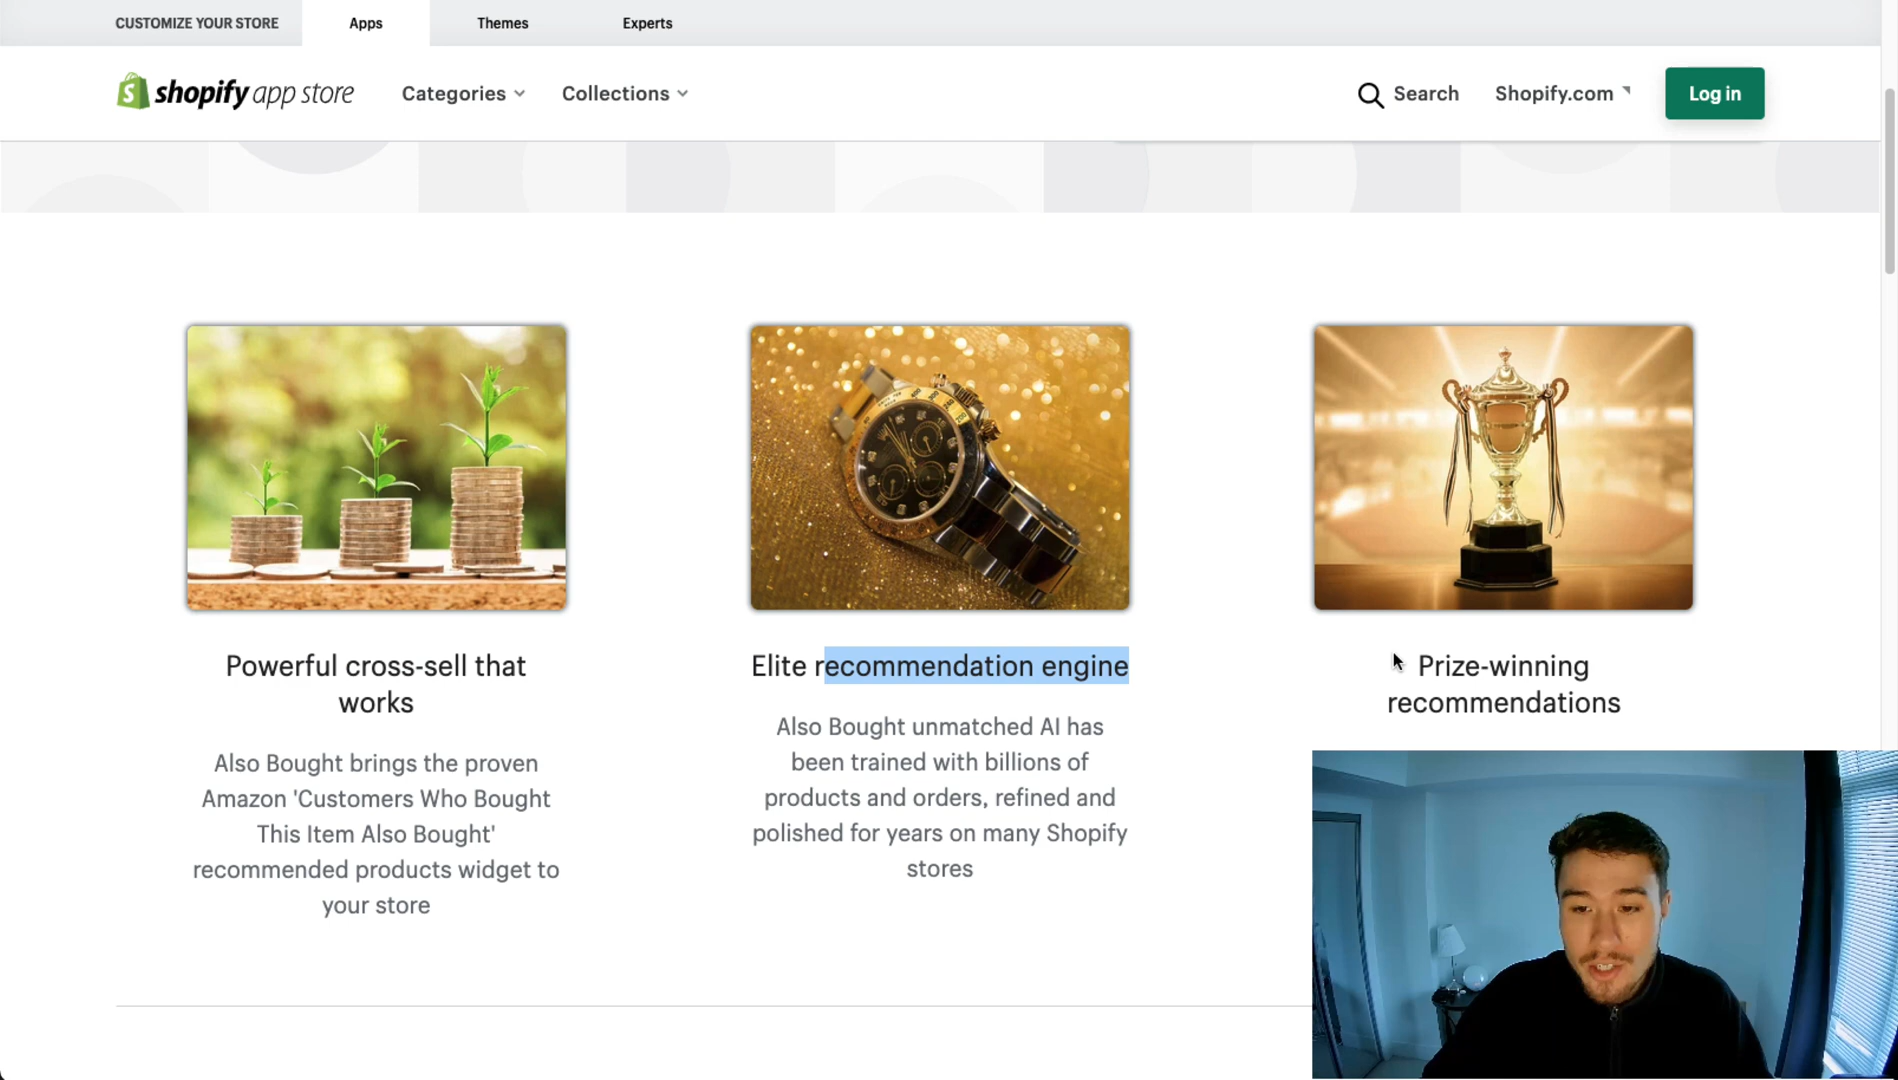 CUSTOMIZE YOUR STORE Apps Themes Experts
shopify app store Categories Collections Search Shopify.com Log in
Powerful cross-sell that
works
Also Bought brings the proven
Amazon 'Customers Who Bought
This Item Also Bought'
recommended products widget to
your store
Elite recommendation engine
Also Bought unmatched AI has
been trained with billions of
products and orders, refined and
polished for years on many Shopify
stores
Prize-winning
recommendations